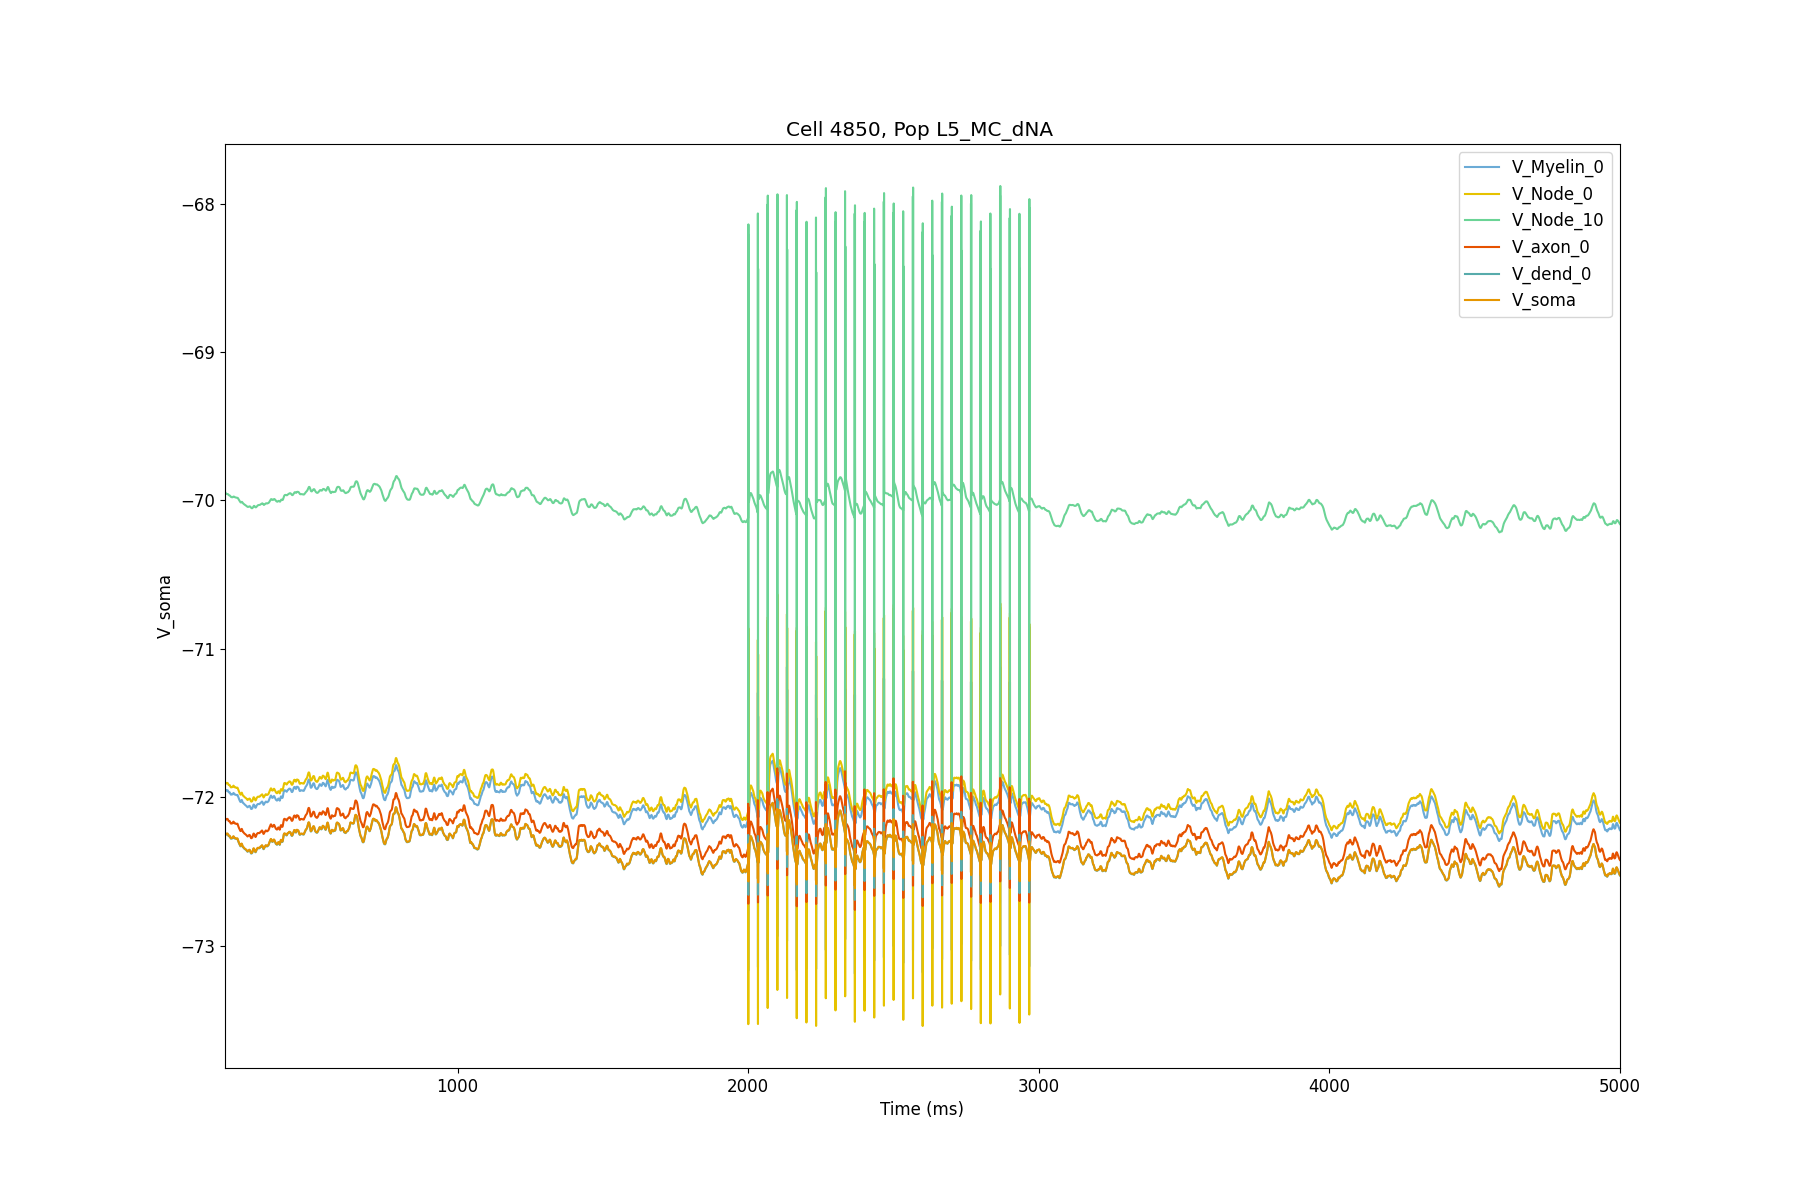 Cell 4850, Pop L5_MC_dNA
V_Myelin_0
V_Node_0
V_Node_10
V_axon_0
V_dend_0
V_soma
−68
−69
−70
−71
−72
−73
V_soma
1000
2000
3000
4000
5000
Time (ms)